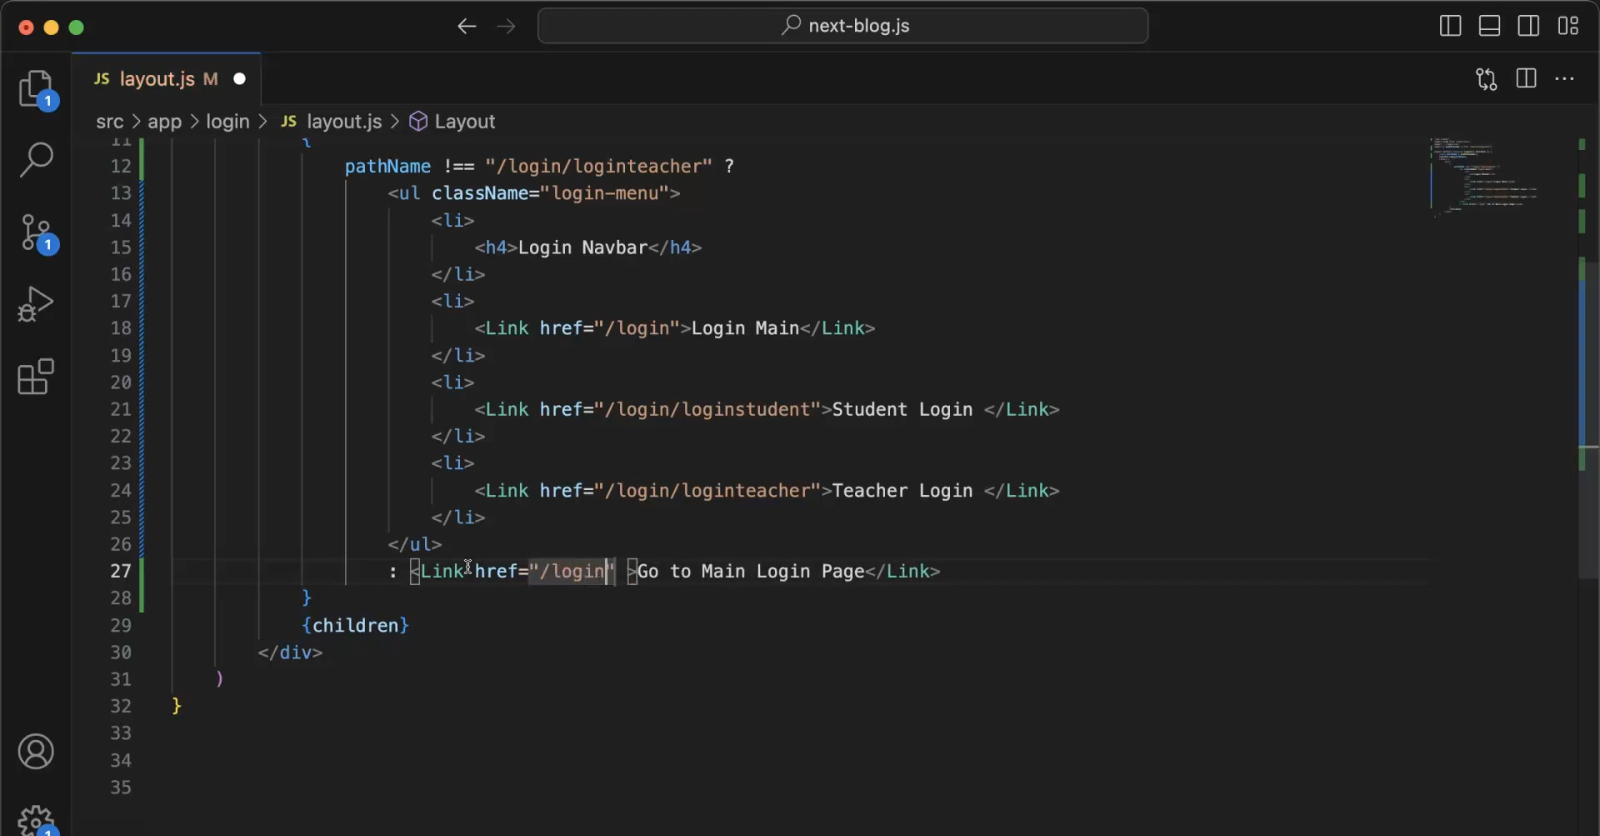 next-blog.js
JS layout.js M
1
src > app > login > JS layout.js > Layout
11 {
12 pathName !== "/login/loginteacher" ?
13 <ul className="login-menu">
14 <li>
15 <h4>Login Navbar</h4>
16 </li>
17 <li>
18 <Link href="/login">Login Main</Link>
19 </li>
20 <li>
21 <Link href="/login/loginstudent">Student Login </Link>
22 </li>
1
23 <li>
24 <Link href="/login/loginteacher">Teacher Login </Link>
25 </li>
26 </ul>
27 : <Link href="/login" >Go to Main Login Page</Link>
28 }
29 {children}
30 </div>
31 )
32 }
33
34
35
1